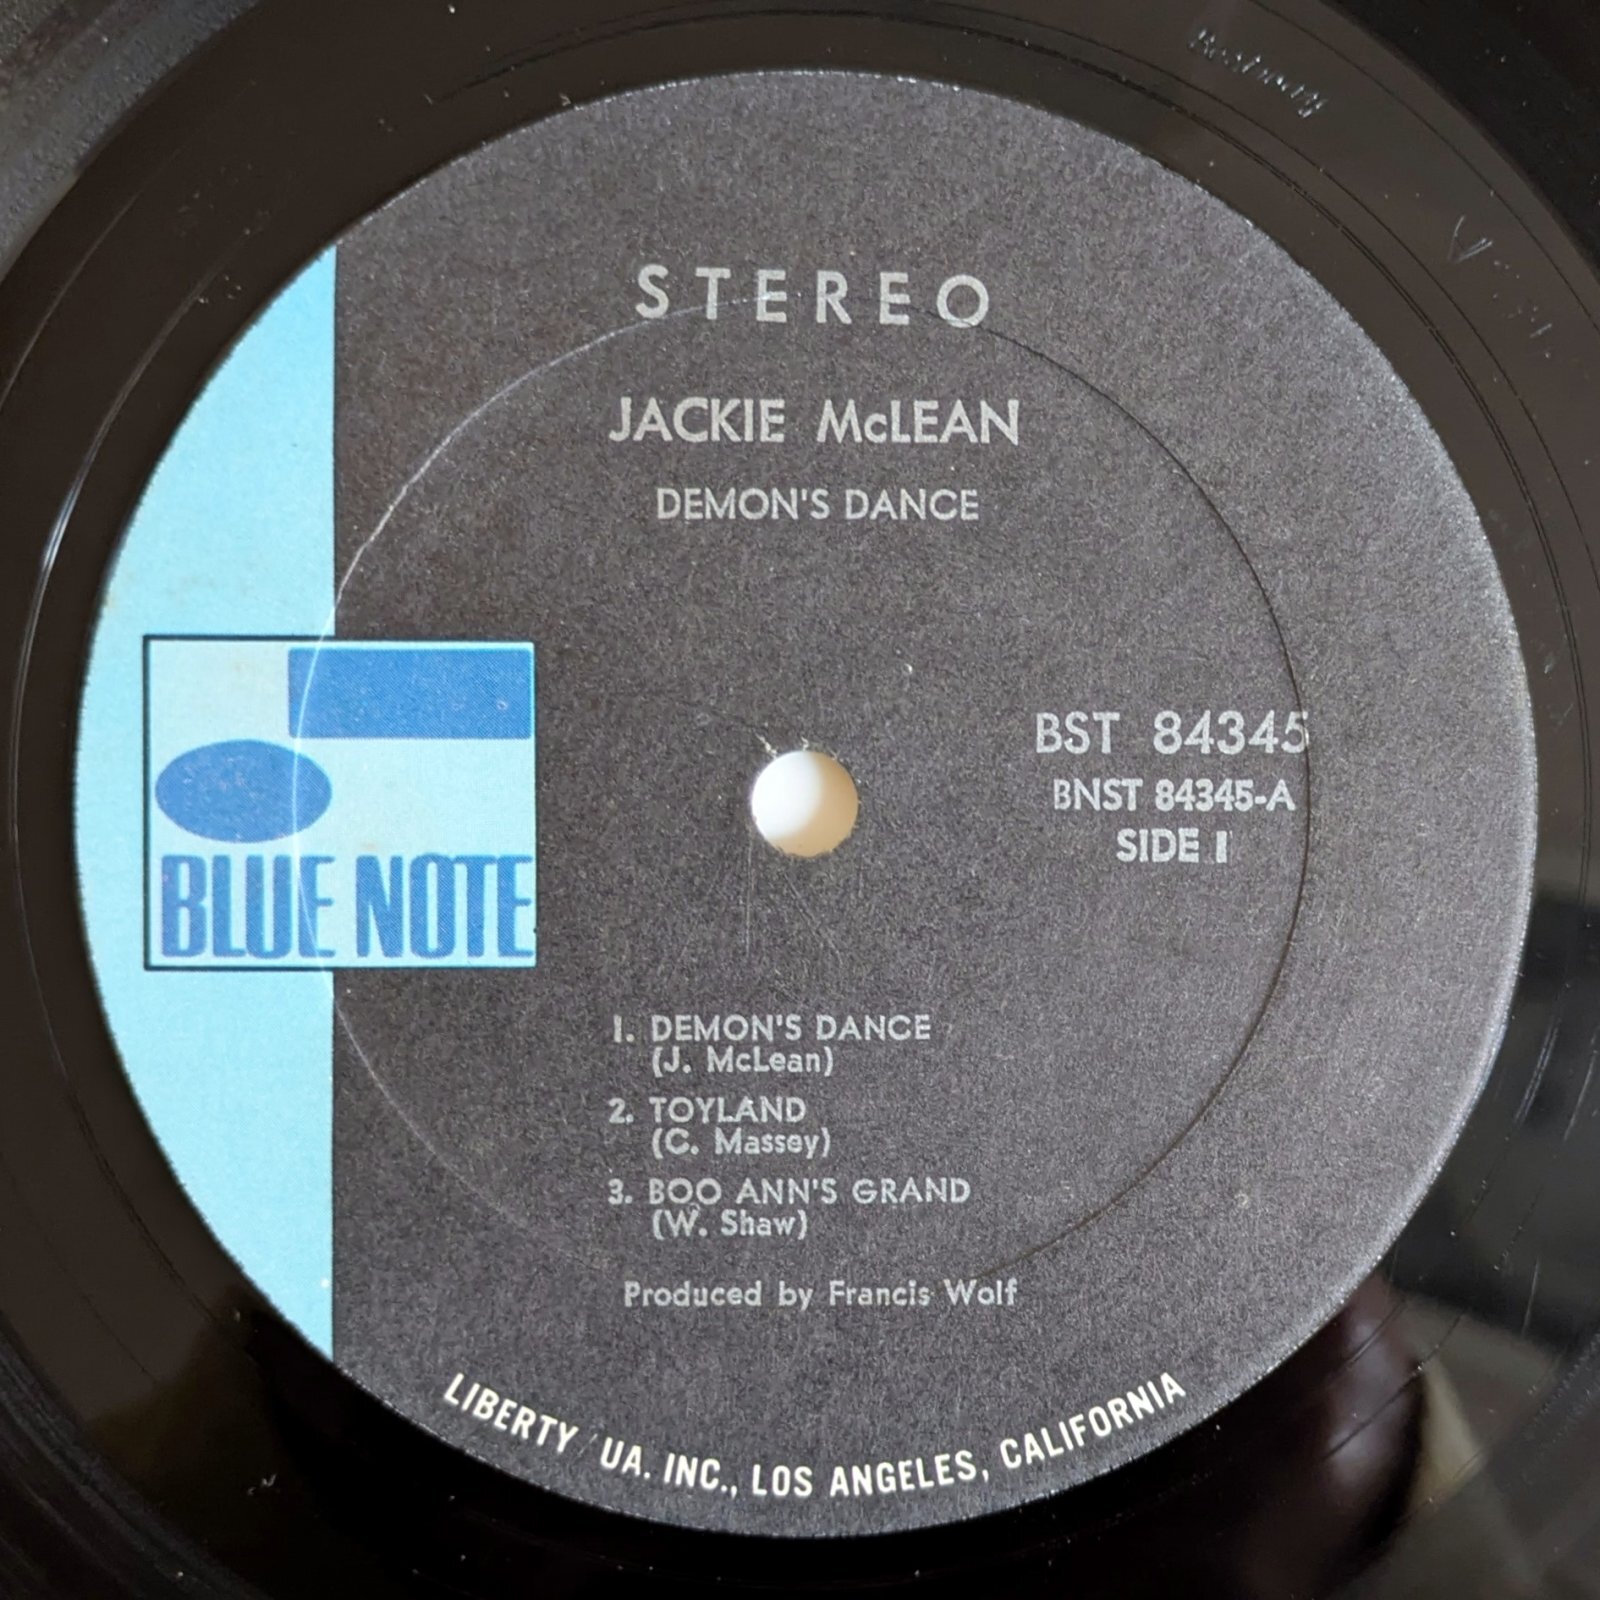 STEREO
JACKIE McLEAN
DEMON'S DANCE
BLUE NOTE
BST 84345
BNST 84345-A
SIDE 1
1. DEMON'S DANCE
(J. McLean)
2. TOYLAND
(C. Massey)
3. BOO ANN'S GRAND
(W. Shaw)
Produced by Francis Wolf
LIBERTY UA. INC., LOS ANGELES, CALIFORNIA